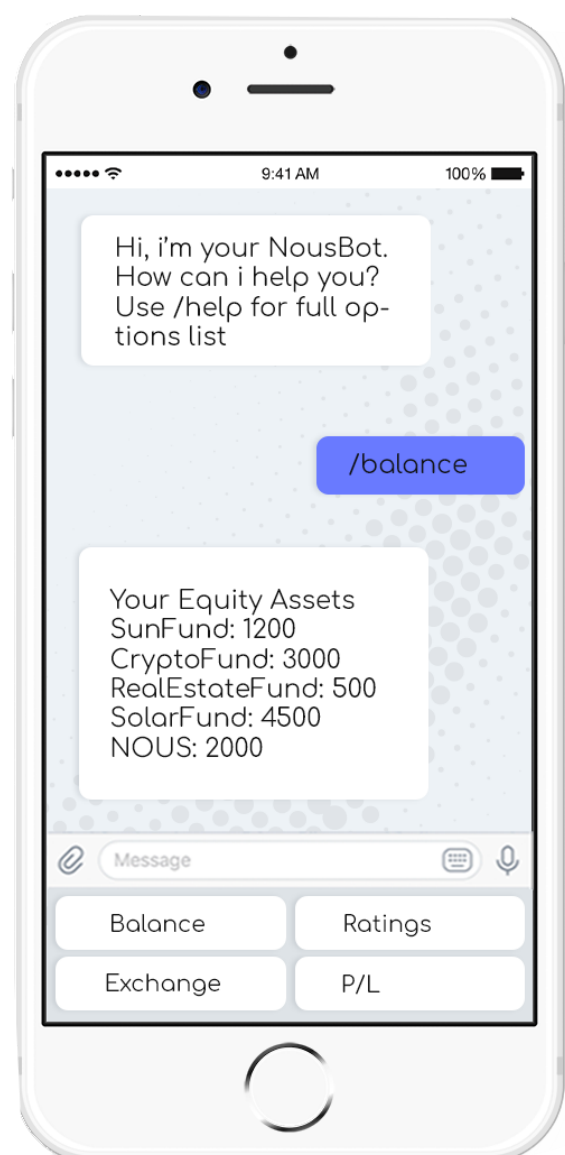 9:41 AM 100%
Hi, i'm your NousBot.
How can i help you?
Use /help for full op-
tions list
/balance
Your Equity Assets
SunFund: 1200
CryptoFund: 3000
RealEstateFund: 500
SolarFund: 4500
NOUS: 2000
Message
Balance Ratings
Exchange P/L